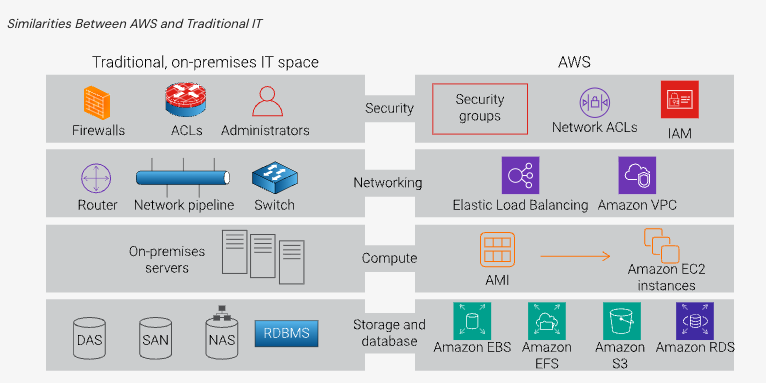 Similarities Between AWS and Traditional IT
Traditional, on-premises IT space
AWS
Firewalls
ACLs
Administrators
Security
Security
groups
Network ACLs
IAM
Router
Network pipeline
Switch
Networking
Elastic Load Balancing
Amazon VPC
On-premises
servers
Compute
AMI
Amazon EC2
instances
DAS
SAN
NAS
RDBMS
Storage and
database
Amazon EBS
Amazon
EFS
Amazon
S3
Amazon RDS